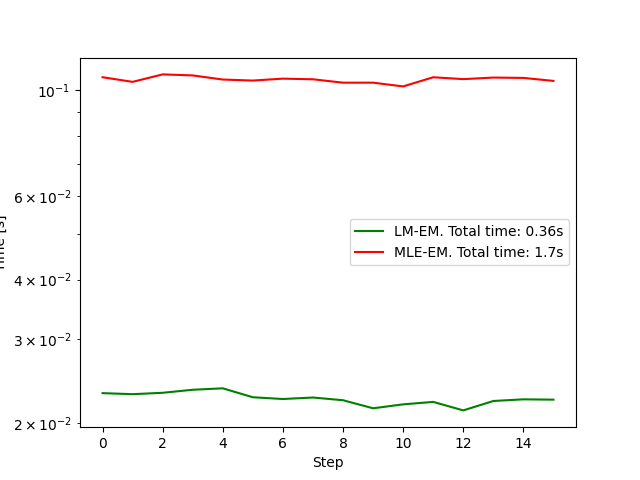 10⁻¹
6 × 10⁻²
4 × 10⁻²
3 × 10⁻²
2 × 10⁻²
Time [s]
LM-EM. Total time: 0.36s
MLE-EM. Total time: 1.7s
0 2 4 6 8 10 12 14
Step